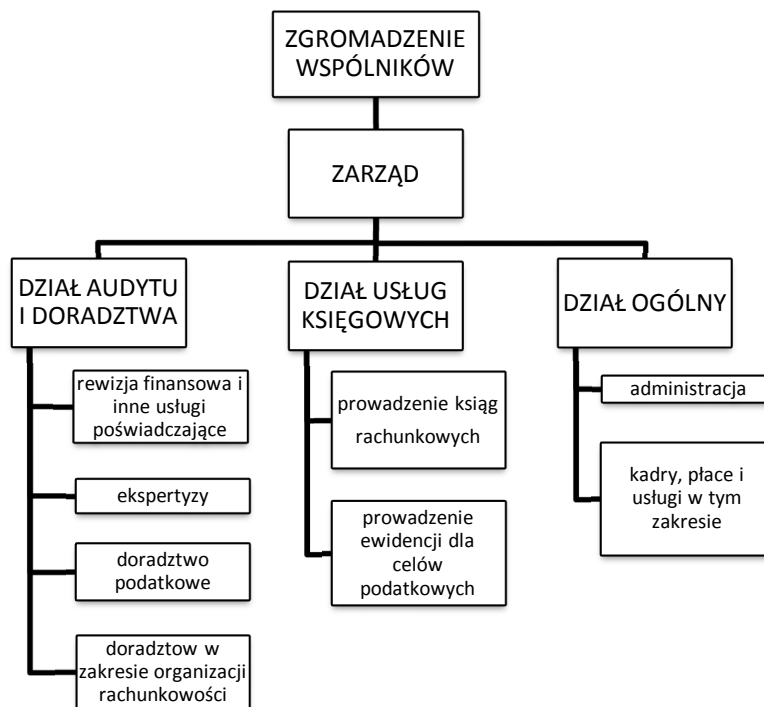 ZGROMADZENIE
WSPÓLNIKÓW
ZARZĄD
DZIAŁ AUDYTU
I DORADZTWA
rewizja finansowa i
inne usługi
poświadczające
ekspertyzy
doradztwo
podatkowe
doradztow w
zakresie organizacji
rachunkowości
DZIAŁ USŁUG
KSIĘGOWYCH
prowadzenie ksiąg
rachunkowych
prowadzenie
ewidencji dla
celów
podatkowych
DZIAŁ OGÓLNY
administracja
kadry, płace i
usługi w tym
zakresie